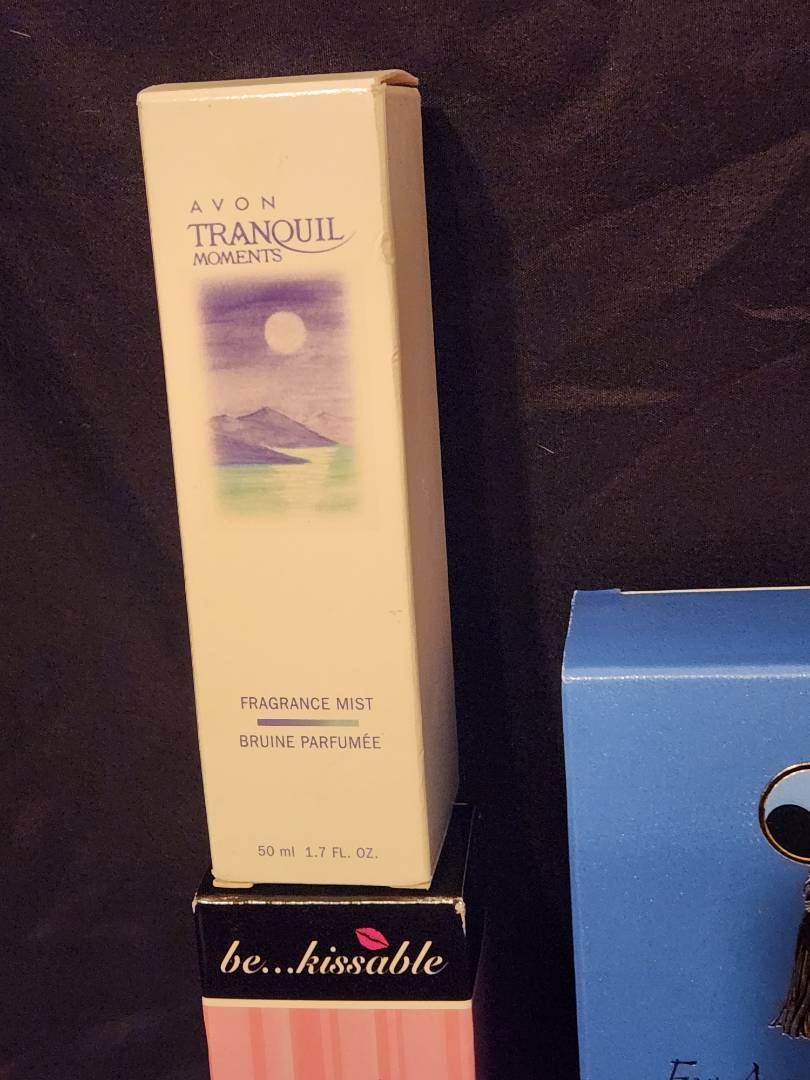 AVON
TRANQUIL
MOMENTS
FRAGRANCE MIST
BRUINE PARFUMÉE
50 ml 1.7 FL. OZ.
be...kissable